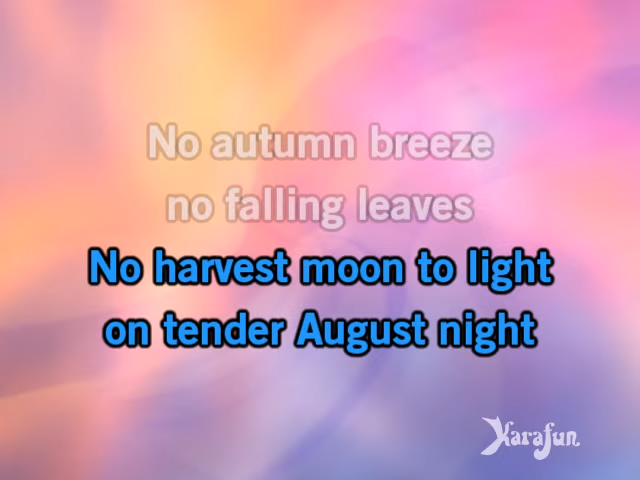 No autumn breeze
no falling leaves
No harvest moon to light
on tender August night
Karafun